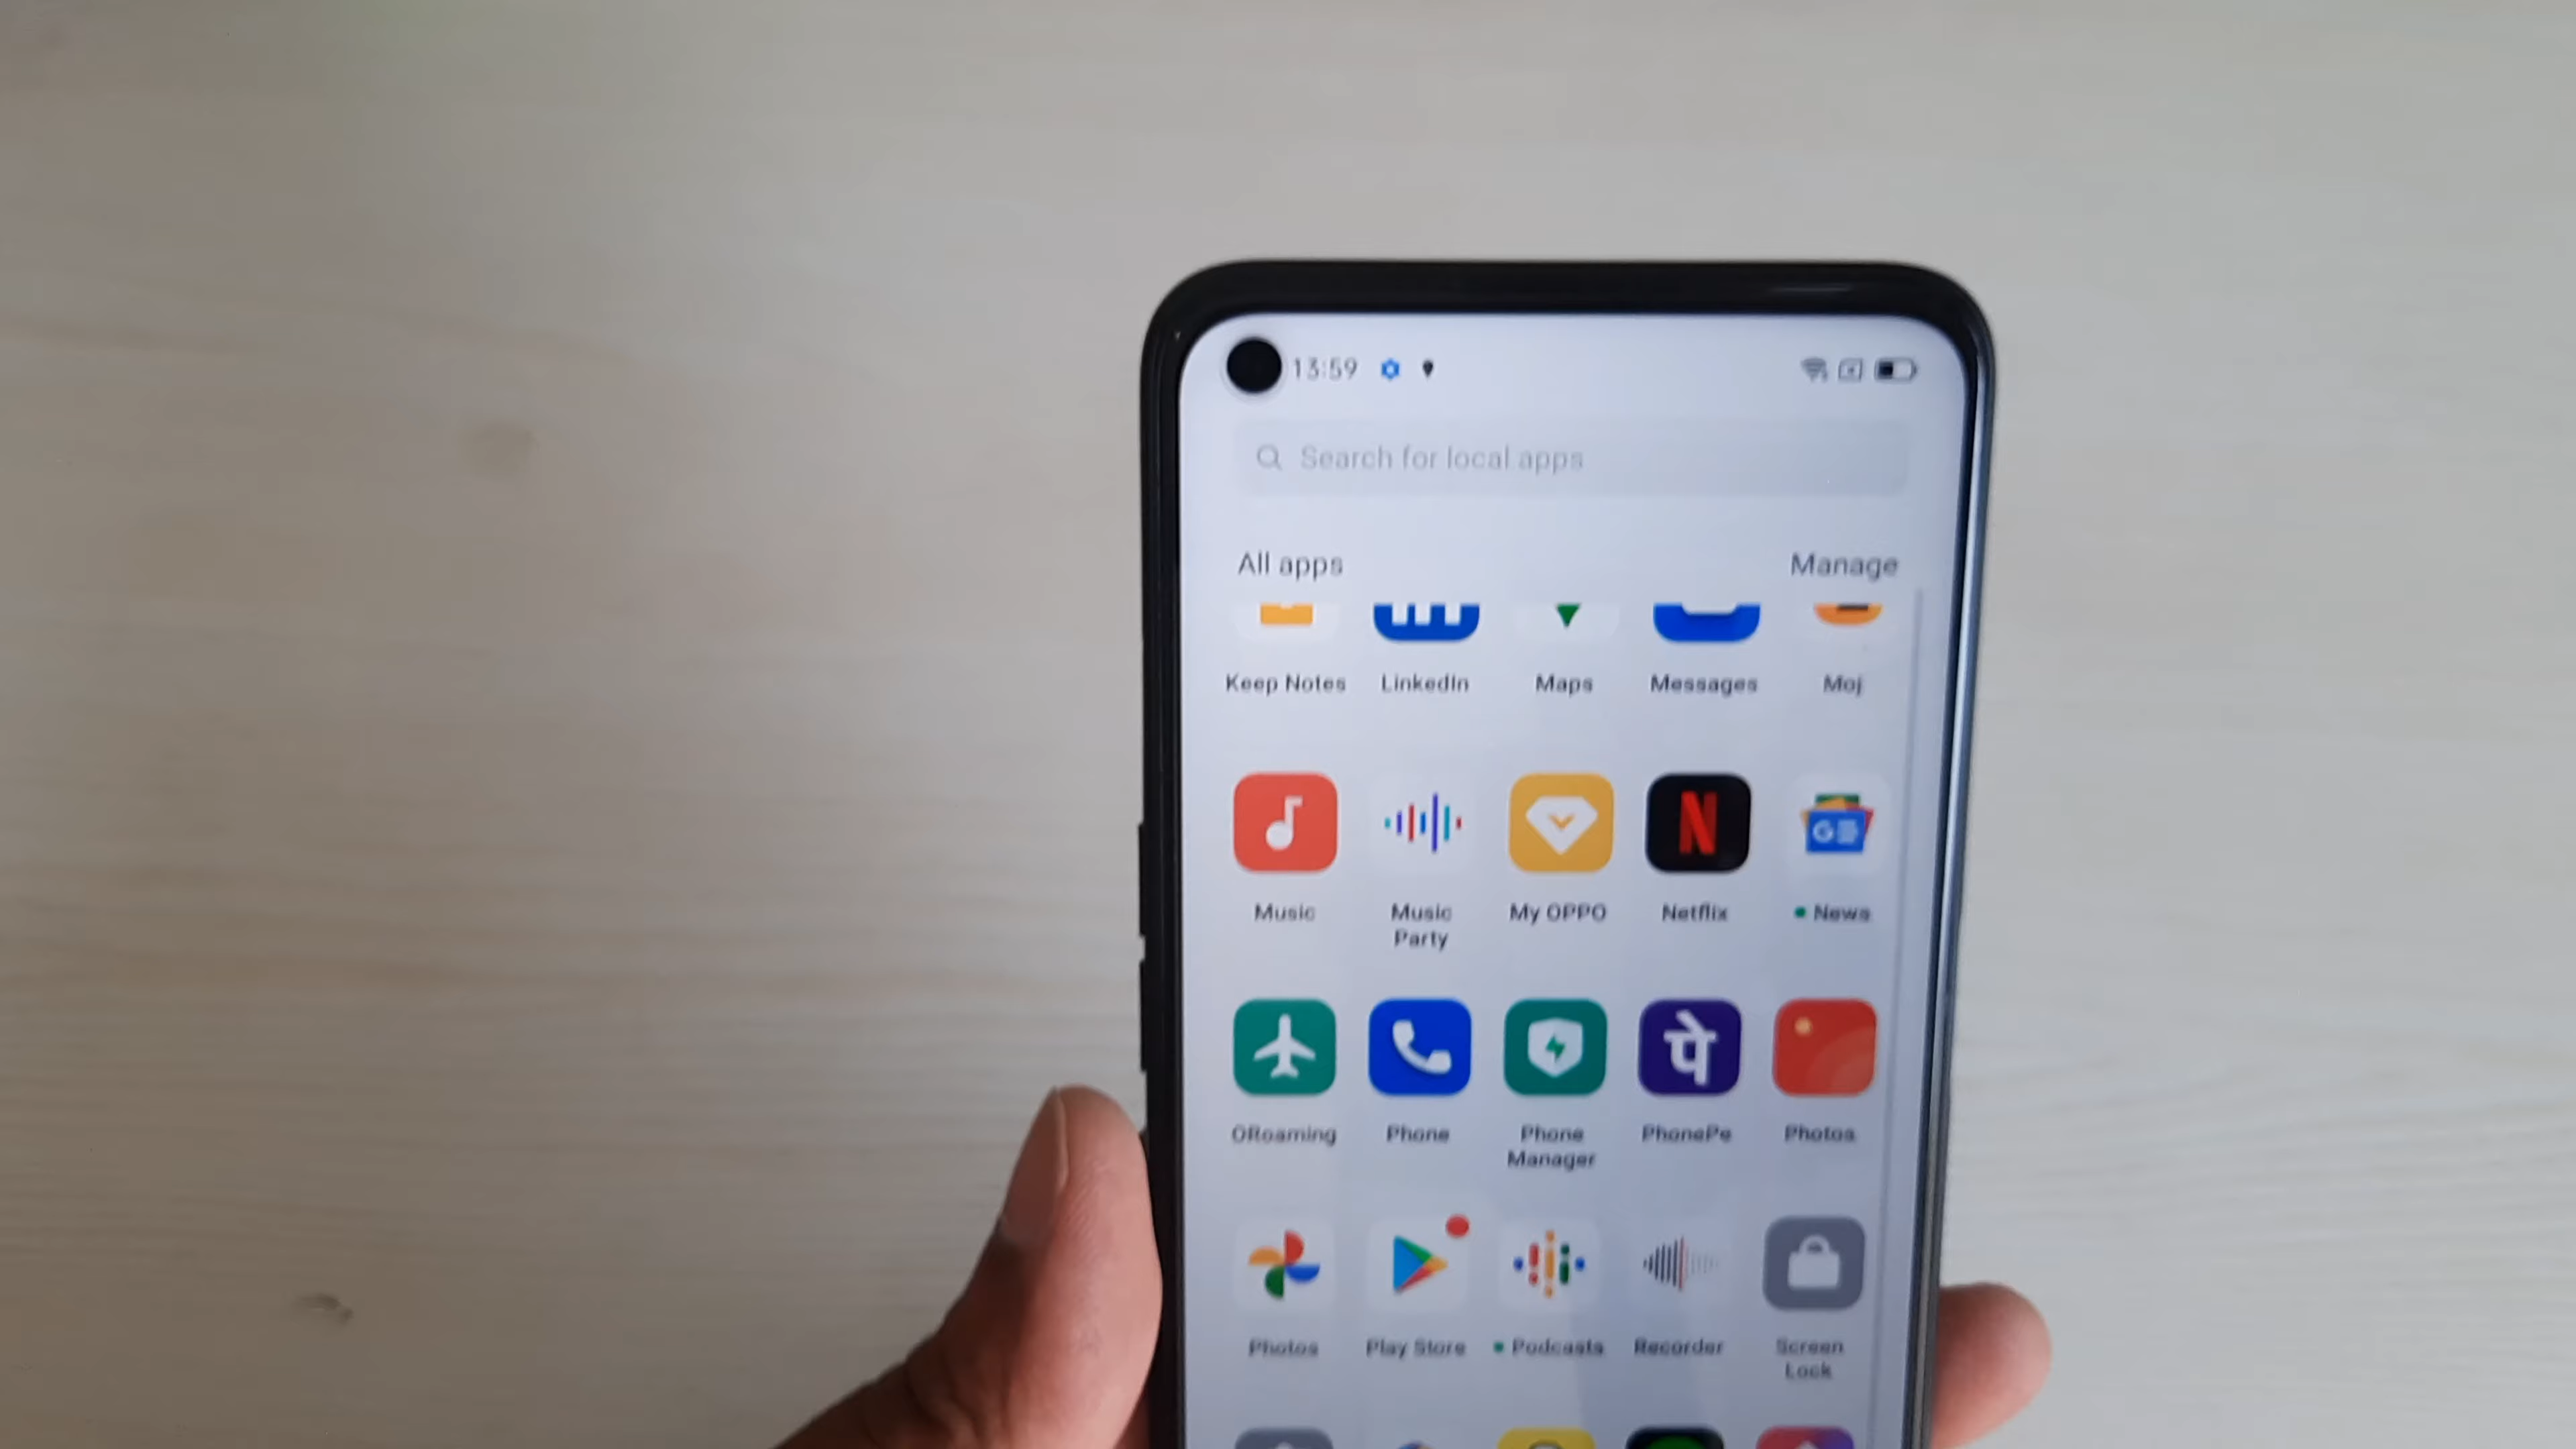 13:59
Search for local apps
All apps
Manage
Keep Notes
LinkedIn
Maps
Messages
Moj
N
GE
Music
Music
Party
My OPPO
Netflix
News
पे
ORoaming
Phone
Phone
Manager
PhonePe
Photos
Photos
Play Store
Podcasts
Recorder
Screen
Lock